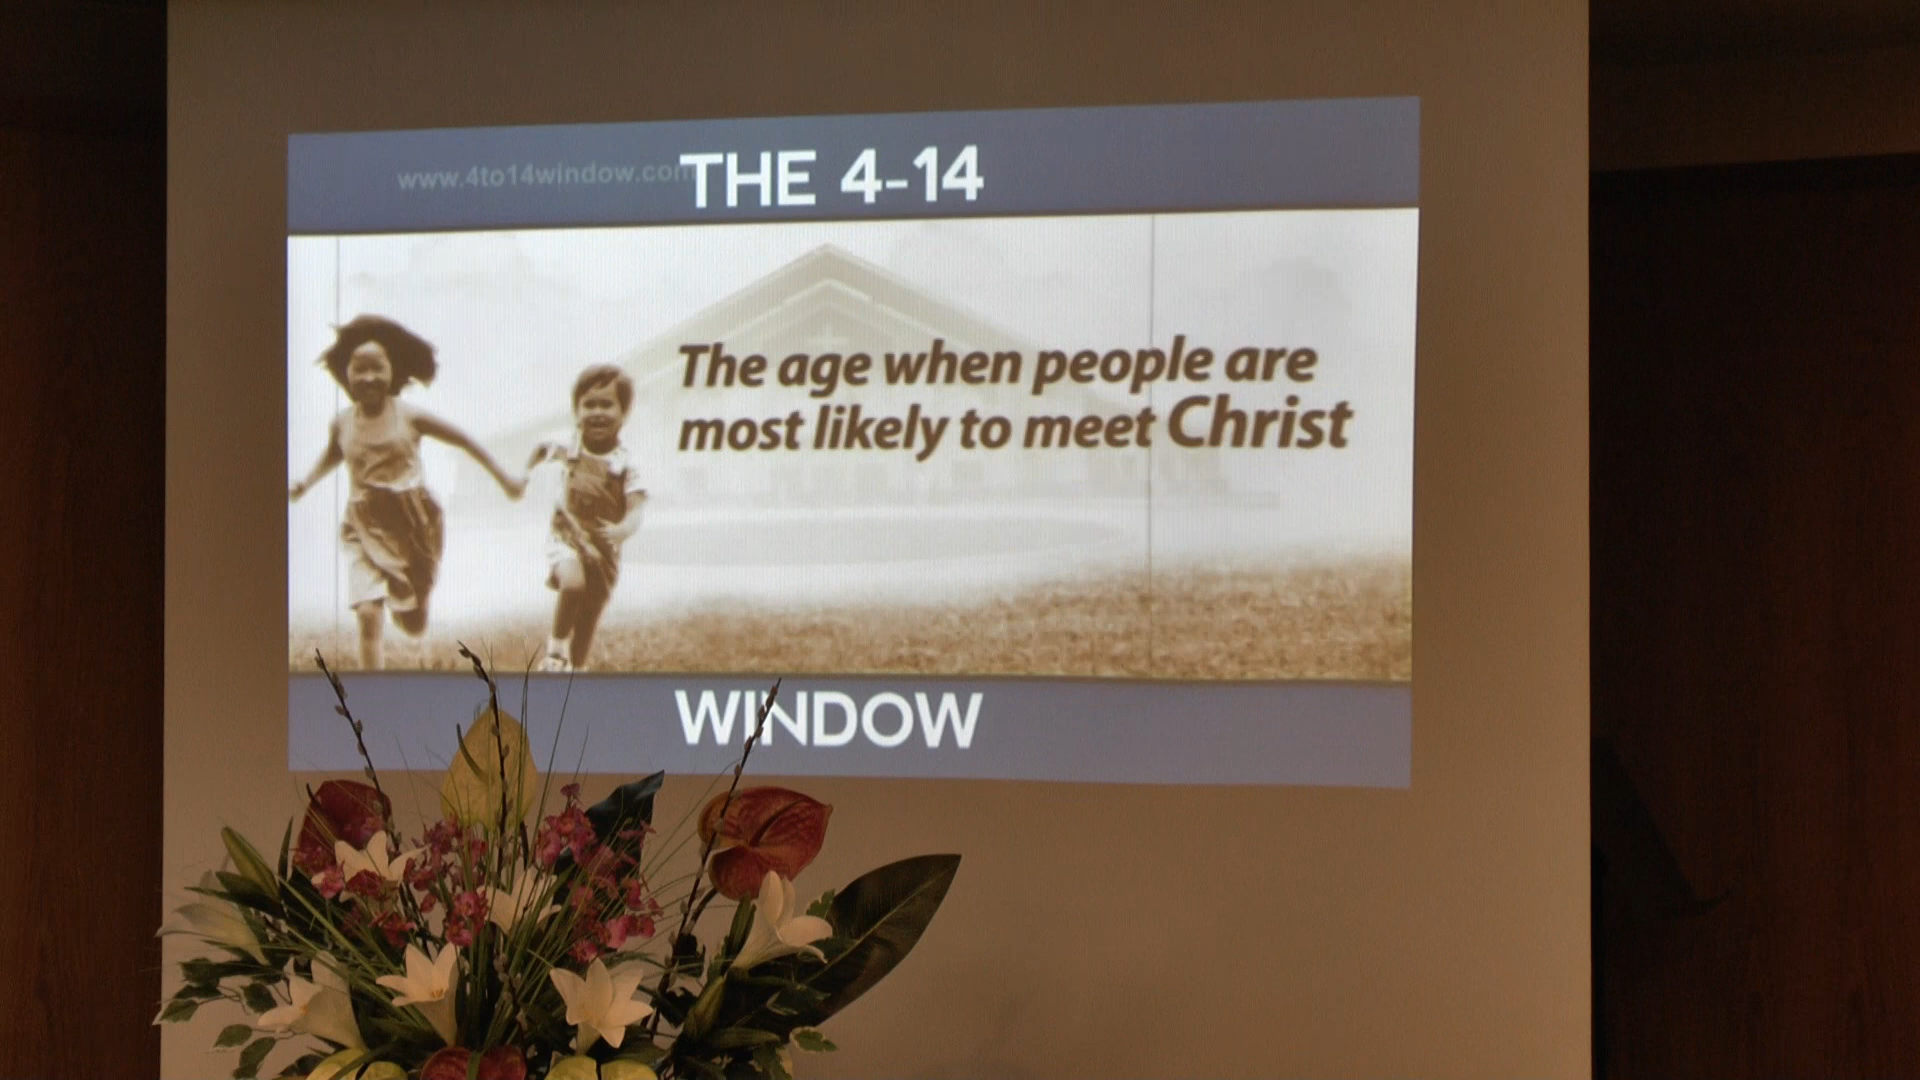 www.4to14window.com
THE 4-14
The age when people are
most likely to meet Christ
WINDOW